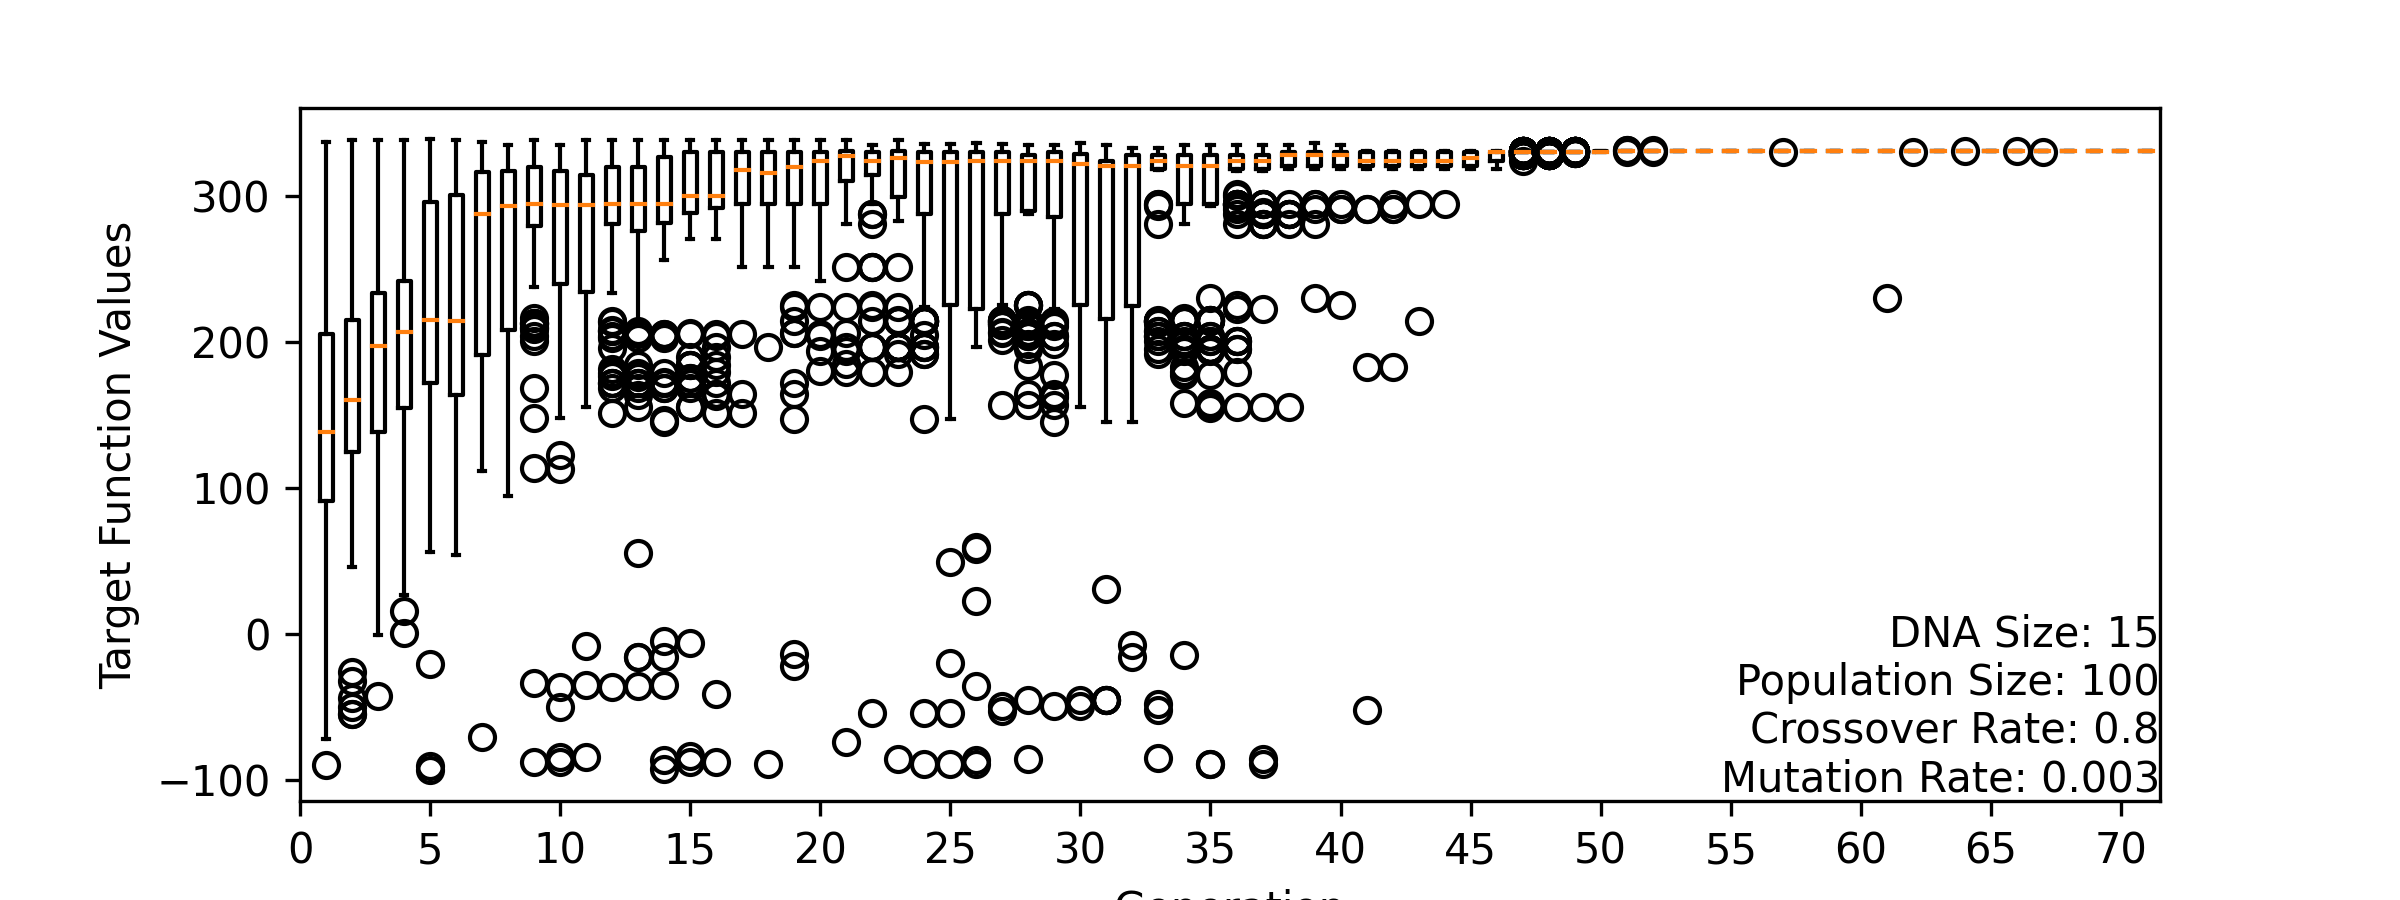 Target Function Values
300
200
100
0
−100
DNA Size: 15
Population Size: 100
Crossover Rate: 0.8
Mutation Rate: 0.003
0 5 10 15 20 25 30 35 40 45 50 55 60 65 70
Generation